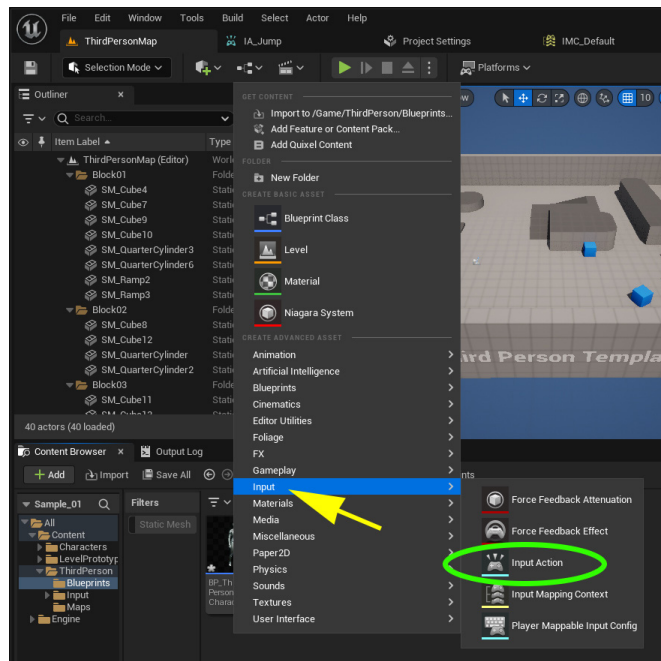 File Edit Window Tools Build Select Actor Help
ThirdPersonMap IA_Jump Project Settings IMC_Default
Selection Mode Platforms
Outliner
Search...
Item Label Type
ThirdPersonMap (Editor)
Block01
SM_Cube4
SM_Cube7
SM_Cube9
SM_Cube10
SM_QuarterCylinder3
SM_QuarterCylinder6
SM_Ramp2
SM_Ramp3
Block02
SM_Cube8
SM_Cube12
SM_QuarterCylinder
SM_QuarterCylinder2
Block03
SM_Cube11
40 actors (40 loaded)
GET CONTENT
Import to /Game/ThirdPerson/Blueprints...
Add Feature or Content Pack...
Add Quixel Content
FOLDER
New Folder
CREATE BASIC ASSET
Blueprint Class
Level
Material
Niagara System
CREATE ADVANCED ASSET
Animation
Artificial Intelligence
Blueprints
Cinematics
Editor Utilities
Foliage
FX
Gameplay
Input
Materials
Media
Miscellaneous
Paper2D
Physics
Sounds
Textures
User Interface
10
Content Browser Output Log
Add Import Save All
Sample_01
All
Content
Characters
LevelPrototyp
ThirdPerson
Blueprints
Input
Maps
Engine
Filters
Static Mesh
BP_Th
Person
Charac
Force Feedback Attenuation
Force Feedback Effect
Input Action
Input Mapping Context
Player Mappable Input Config